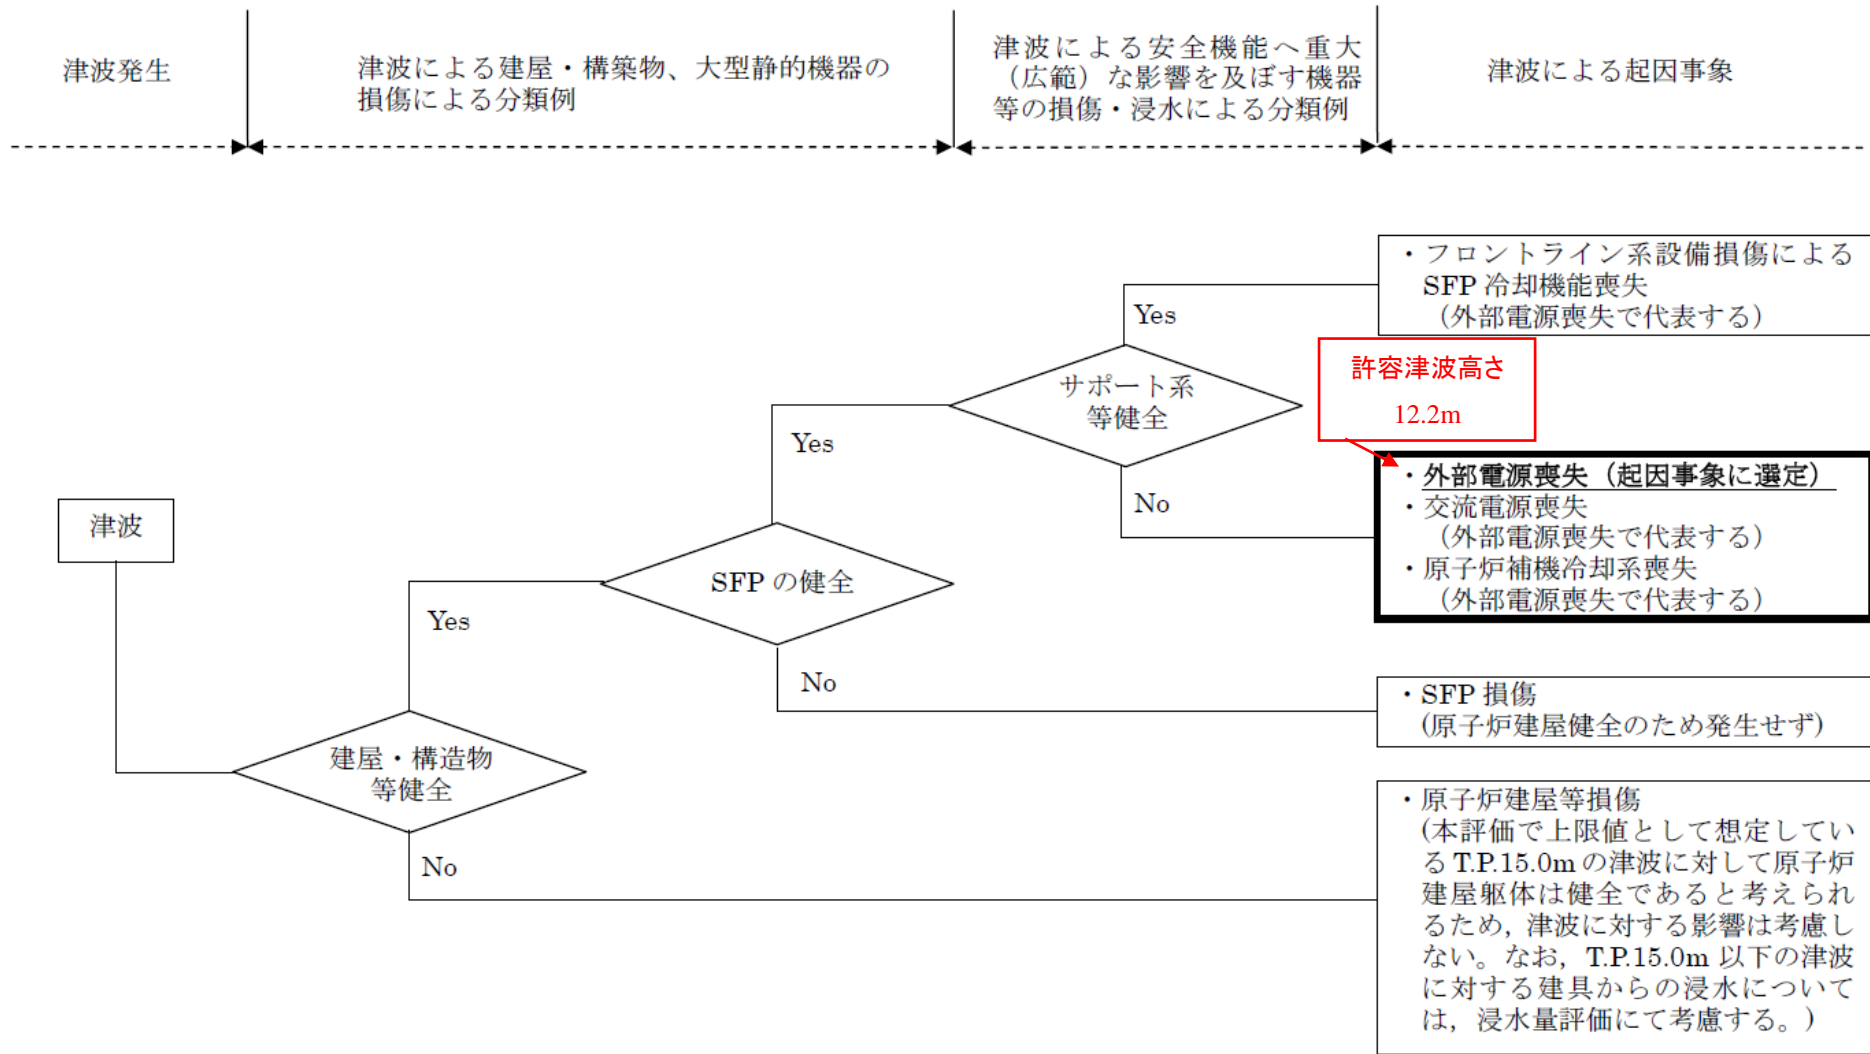 津波発生
津波による建屋・構築物、大型静的機器の
損傷による分類例
津波による安全機能へ重大
（広範）な影響を及ぼす機器
等の損傷・浸水による分類例
津波による起因事象
・フロントライン系設備損傷による
SFP 冷却機能喪失
（外部電源喪失で代表する）
Yes
サポート系
等健全
許容津波高さ
12.2m
Yes
No
・外部電源喪失（起因事象に選定）
・交流電源喪失
（外部電源喪失で代表する）
・原子炉補機冷却系喪失
（外部電源喪失で代表する）
津波
SFP の健全
Yes
No
・SFP 損傷
(原子炉建屋健全のため発生せず)
建屋・構造物
等健全
No
・原子炉建屋等損傷
(本評価で上限値として想定してい
る T.P.15.0m の津波に対して原子炉
建屋躯体は健全であると考えられ
るため，津波に対する影響は考慮し
ない。なお，T.P.15.0m 以下の津波
に対する建具からの浸水について
は，浸水量評価にて考慮する。)